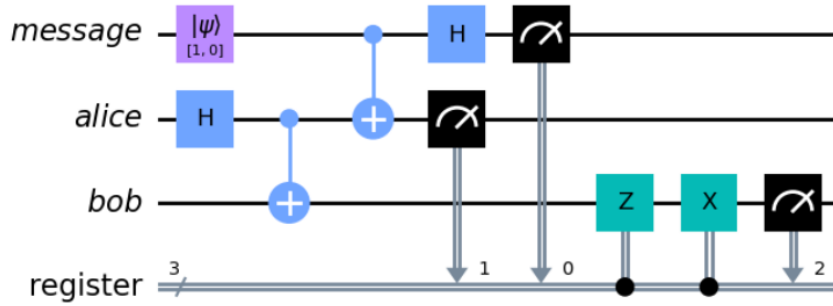 message |ψ⟩ [1, 0] H
alice H
bob Z X
register 3 1 0 2